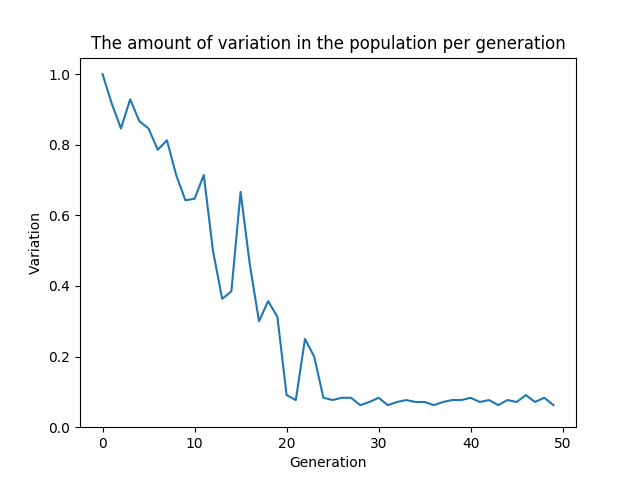 The amount of variation in the population per generation
1.0
0.8
0.6
0.4
0.2
0.0
Variation
0 10 20 30 40 50
Generation